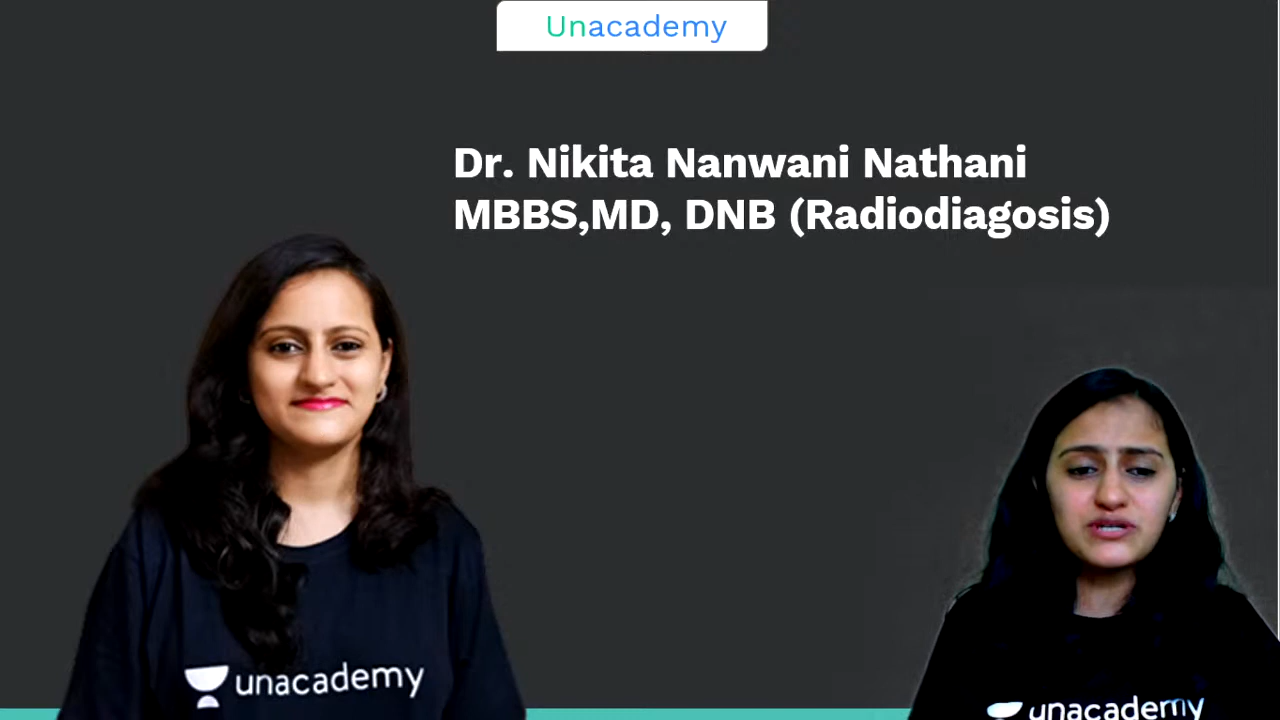 Unacademy
Dr. Nikita Nanwani Nathani
MBBS,MD, DNB (Radiodiagosis)
unacademy
unacademy